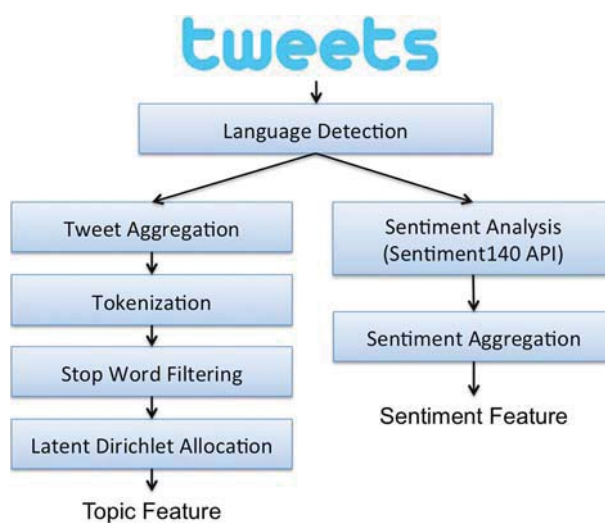 tweets
Language Detection
Tweet Aggregation
Tokenization
Stop Word Filtering
Latent Dirichlet Allocation
Topic Feature
Sentiment Analysis
(Sentiment140 API)
Sentiment Aggregation
Sentiment Feature